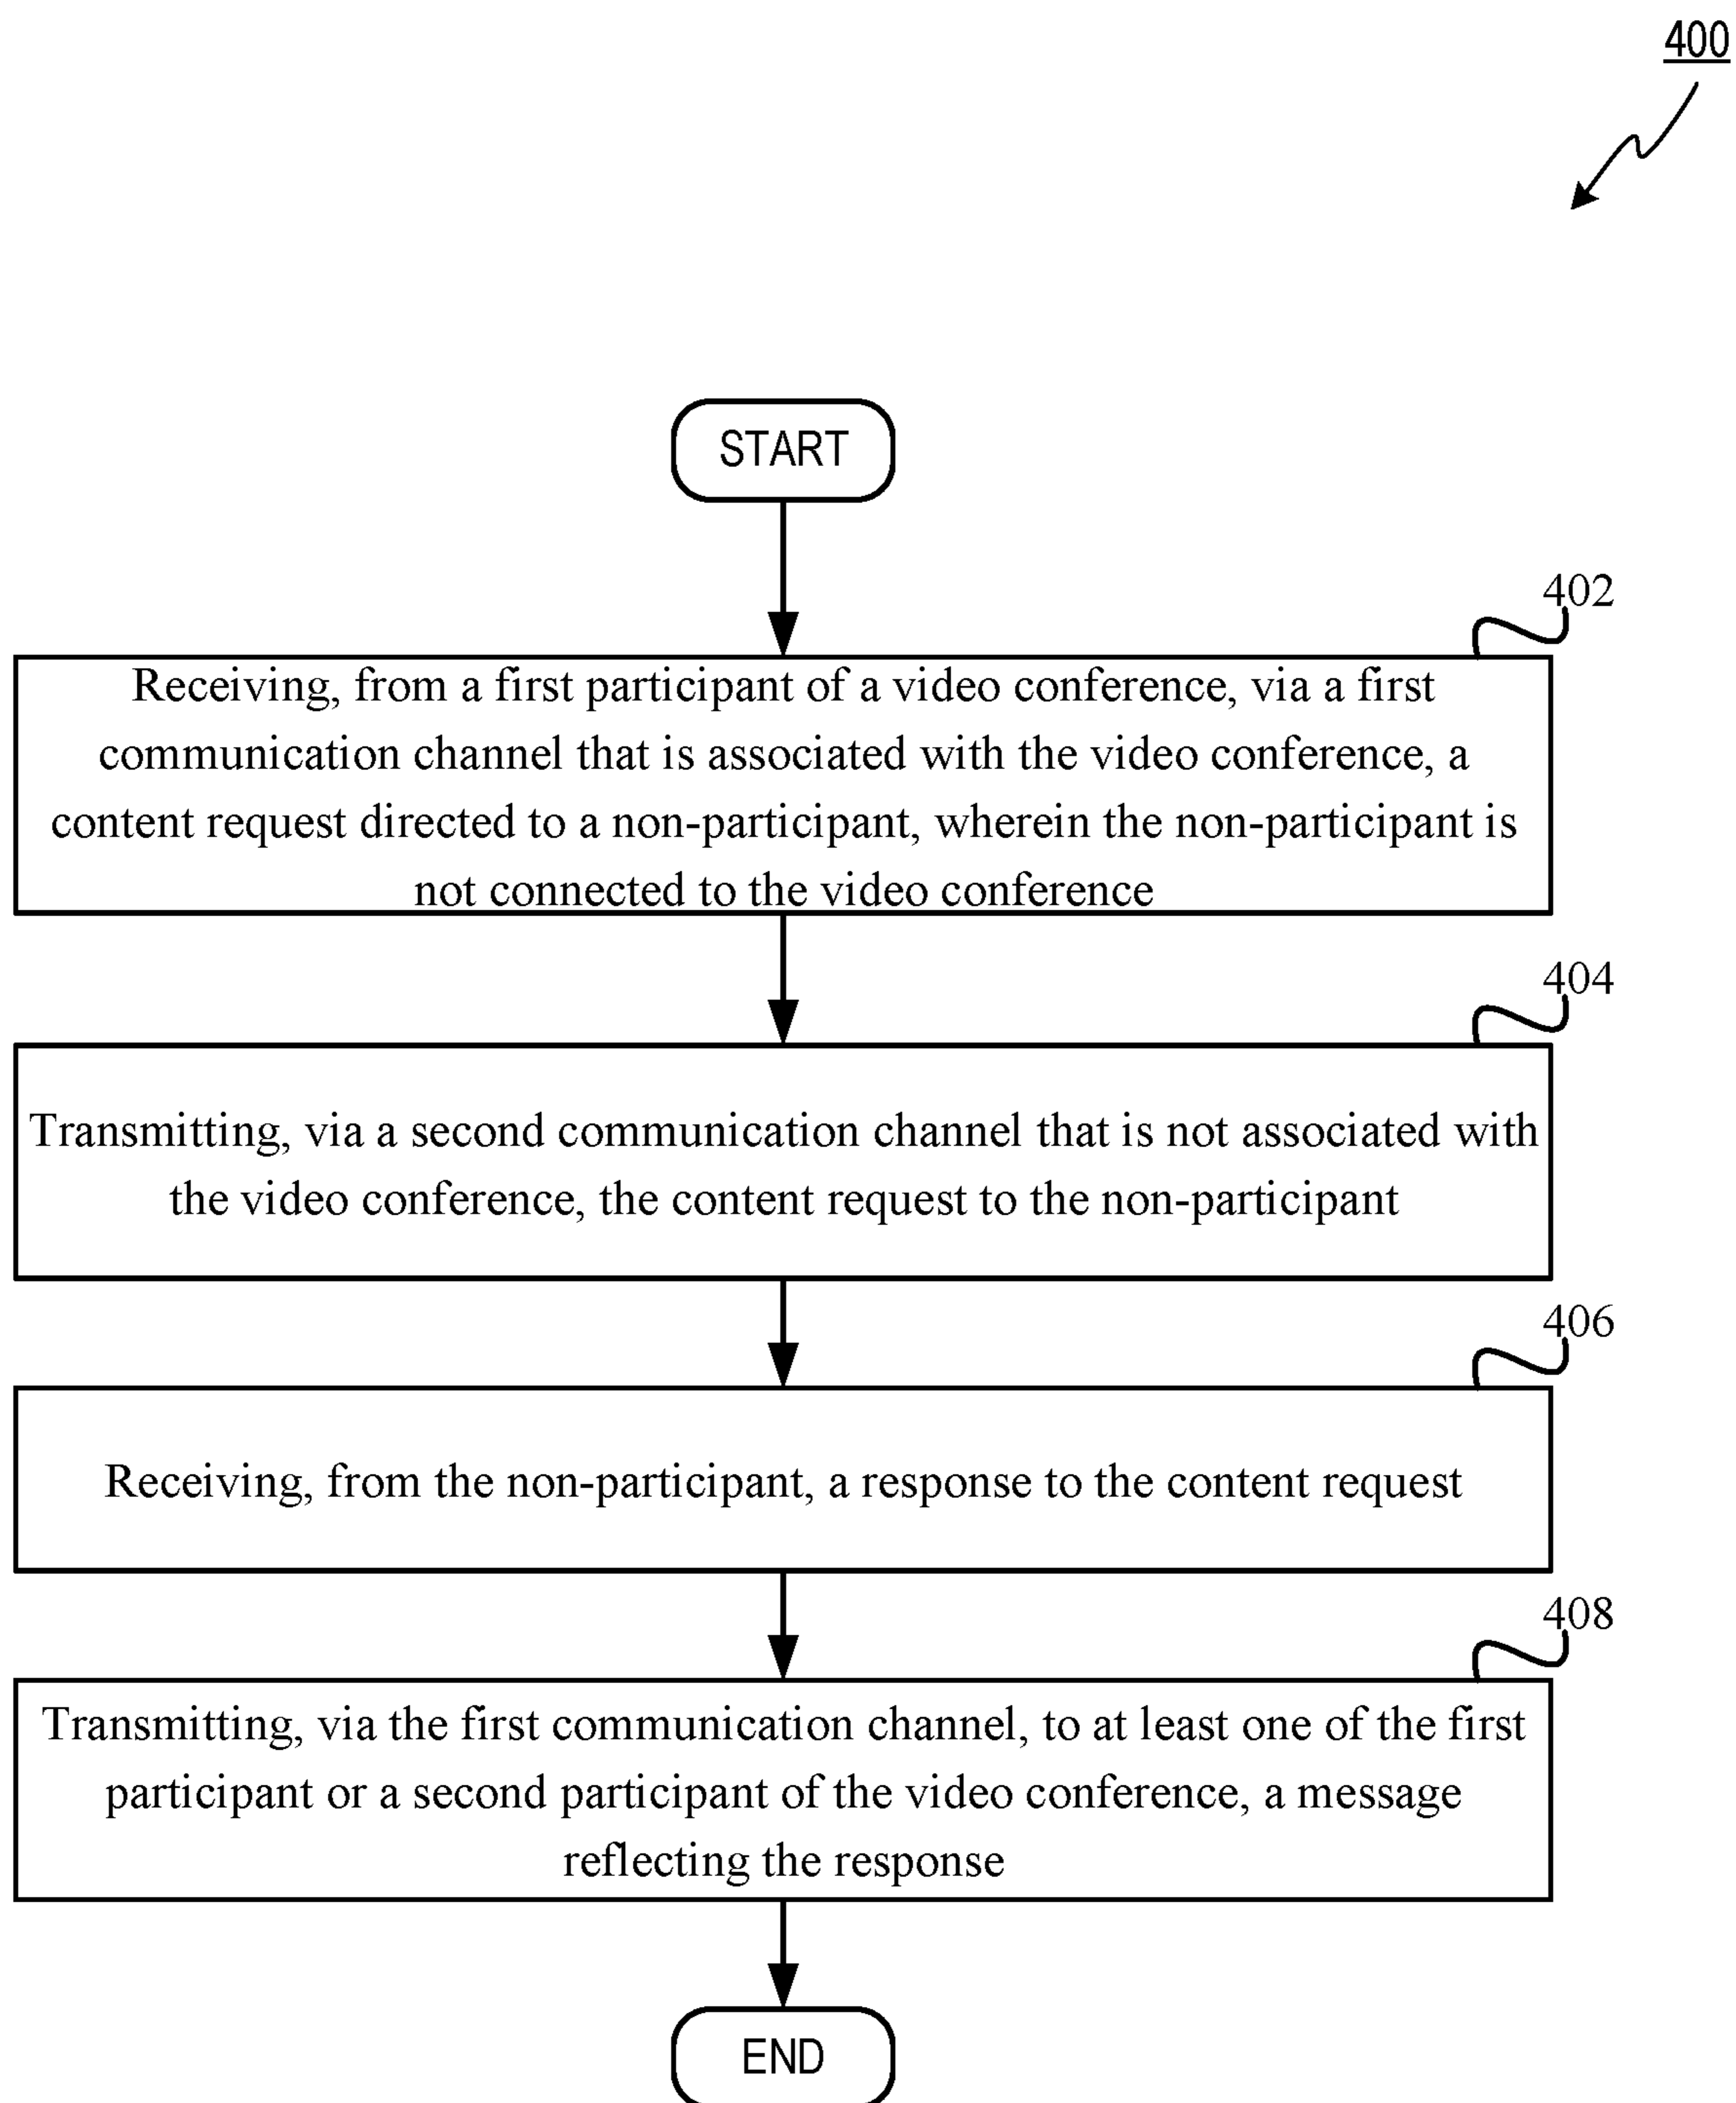 400
START
402
Receiving, from a first participant of a video conference, via a first
communication channel that is associated with the video conference, a
content request directed to a non-participant, wherein the non-participant is
not connected to the video conference
404
Transmitting, via a second communication channel that is not associated with
the video conference, the content request to the non-participant
406
Receiving, from the non-participant, a response to the content request
408
Transmitting, via the first communication channel, to at least one of the first
participant or a second participant of the video conference, a message
reflecting the response
END